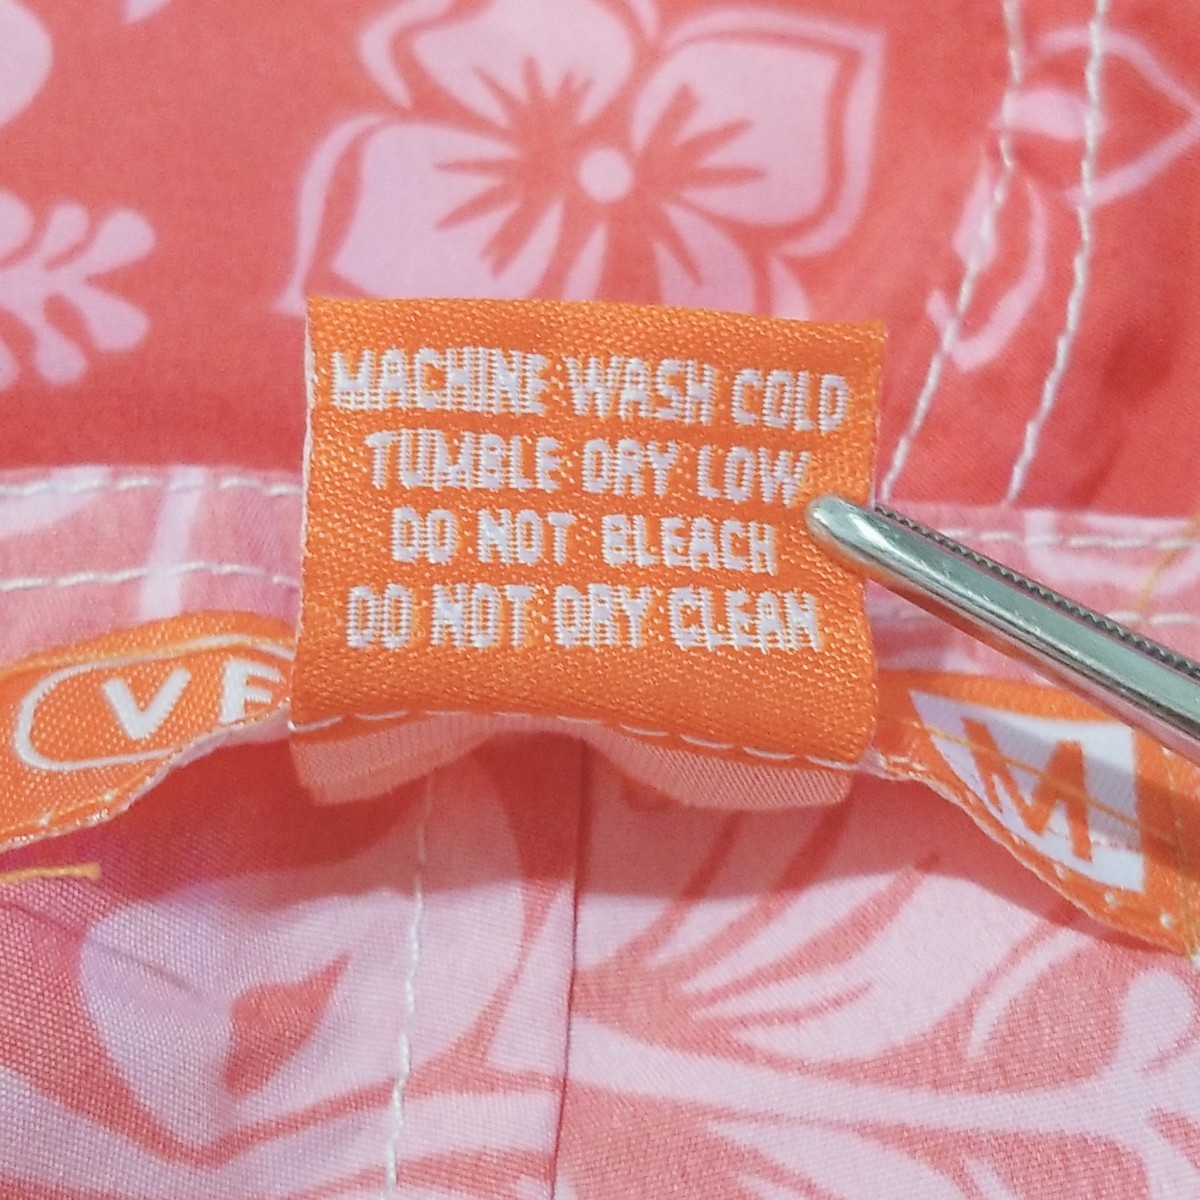 MACHINE WASH COLD
TUMBLE DRY LOW
DO NOT BLEACH
DO NOT DRY CLEAN
M